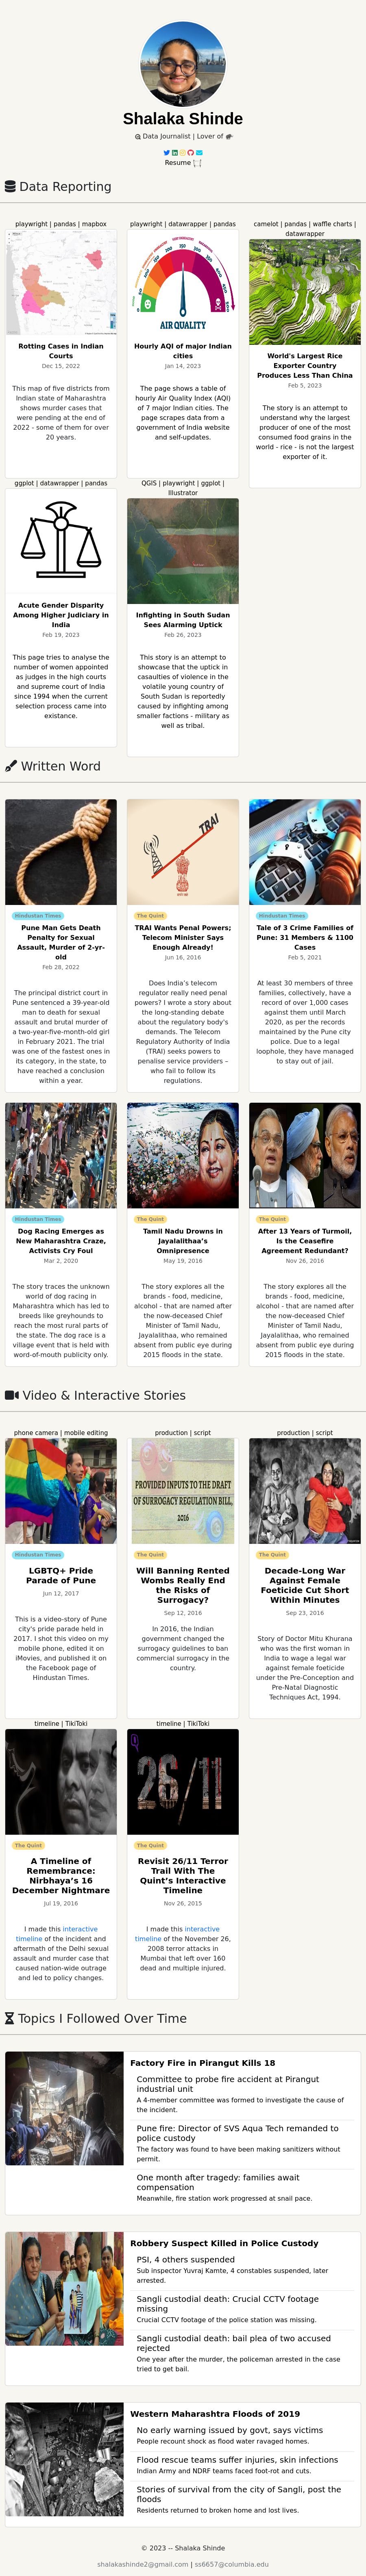 Shalaka Shinde
Data Journalist | Lover of
Resume
Data Reporting
playwright | pandas | mapbox
Rotting Cases in Indian
Courts
Dec 15, 2022
This map of five districts from
Indian state of Maharashtra
shows murder cases that
were pending at the end of
2022 - some of them for over
20 years.
playwright | datawrapper | pandas
AIR QUALITY
Hourly AQI of major Indian
cities
Jan 14, 2023
The page shows a table of
hourly Air Quality Index (AQI)
of 7 major Indian cities. The
page scrapes data from a
government of India website
and self-updates.
camelot | pandas | waffle charts |
datawrapper
World's Largest Rice
Exporter Country
Produces Less Than China
Feb 5, 2023
The story is an attempt to
understand why the largest
producer of one of the most
consumed food grains in the
world - rice - is not the largest
exporter of it.
ggplot | datawrapper | pandas
Acute Gender Disparity
Among Higher Judiciary in
India
Feb 19, 2023
This page tries to analyse the
number of women appointed
as judges in the high courts
and supreme court of India
since 1994 when the current
selection process came into
existance.
QGIS | playwright | ggplot |
Illustrator
Infighting in South Sudan
Sees Alarming Uptick
Feb 26, 2023
This story is an attempt to
showcase that the uptick in
casualties of violence in the
volatile young country of
South Sudan is reportedly
caused by infighting among
smaller factions - military as
well as tribal.
Written Word
Hindustan Times
Pune Man Gets Death
Penalty for Sexual
Assault, Murder of 2-yr-
old
Feb 28, 2022
The principal district court in
Pune sentenced a 39-year-old
man to death for sexual
assault and brutal murder of
a two-year-five-month-old girl
in February 2021. The trial
was one of the fastest ones in
its category, in the state, to
have reached a conclusion
within a year.
TRAI
The Quint
TRAI Wants Penal Powers;
Telecom Minister Says
Enough Already!
Jun 16, 2016
Does India's telecom
regulator really need penal
powers? I wrote a story about
the long-standing debate
about the regulatory body's
demands. The Telecom
Regulatory Authority of India
(TRAI) seeks powers to
penalise service providers –
who fail to follow its
regulations.
Hindustan Times
Tale of 3 Crime Families of
Pune: 31 Members & 1100
Cases
Feb 5, 2021
At least 30 members of three
families, collectively, have a
record of over 1,000 cases
against them until March
2020, as per the records
maintained by the Pune city
police. Due to a legal
loophole, they have managed
to stay out of jail.
Hindustan Times
Dog Racing Emerges as
New Maharashtra Craze,
Activists Cry Foul
Mar 2, 2020
The story traces the unknown
world of dog racing in
Maharashtra which has led to
breeds like greyhounds to
reach the most rural parts of
the state. The dog race is a
village event that is held with
word-of-mouth publicity only.
The Quint
Tamil Nadu Drowns in
Jayalalithaa's
Omnipresence
May 19, 2016
The story explores all the
brands - food, medicine,
alcohol - that are named after
the now-deceased Chief
Minister of Tamil Nadu,
Jayalalithaa, who remained
absent from public eye during
2015 floods in the state.
The Quint
After 13 Years of Turmoil,
Is the Ceasefire
Agreement Redundant?
Nov 26, 2016
The story explores all the
brands - food, medicine,
alcohol - that are named after
the now-deceased Chief
Minister of Tamil Nadu,
Jayalalithaa, who remained
absent from public eye during
2015 floods in the state.
Video & Interactive Stories
phone camera | mobile editing
Hindustan Times
LGBTQ+ Pride
Parade of Pune
Jun 12, 2017
This is a video-story of Pune
city's pride parade held in
2017. I shot this video on my
mobile phone, edited it on
iMovies, and published it on
the Facebook page of
Hindustan Times.
production | script
PROVIDED INPUTS TO THE DRAFT
OF SURROGACY REGULATION BILL,
2016
The Quint
Will Banning Rented
Wombs Really End
the Risks of
Surrogacy?
Sep 12, 2016
In 2016, the Indian
government changed the
surrogacy guidelines to ban
commercial surrogacy in the
country.
production | script
The Quint
Decade-Long War
Against Female
Foeticide Cut Short
Within Minutes
Sep 23, 2016
Story of Doctor Mitu Khurana
who was the first woman in
India to wage a legal war
against female foeticide
under the Pre-Conception and
Pre-Natal Diagnostic
Techniques Act, 1994.
timeline | TikiToki
The Quint
A Timeline of
Remembrance:
Nirbhaya's 16
December Nightmare
Jul 19, 2016
I made this interactive
timeline of the incident and
aftermath of the Delhi sexual
assault and murder case that
caused nation-wide outrage
and led to policy changes.
timeline | TikiToki
26/11
The Quint
Revisit 26/11 Terror
Trail With The
Quint's Interactive
Timeline
Nov 26, 2015
I made this interactive
timeline of the November 26,
2008 terror attacks in
Mumbai that left over 160
dead and multiple injured.
Topics I Followed Over Time
Factory Fire in Pirangut Kills 18
Committee to probe fire accident at Pirangut
industrial unit
A 4-member committee was formed to investigate the cause of
the incident.
Pune fire: Director of SVS Aqua Tech remanded to
police custody
The factory was found to have been making sanitizers without
permit.
One month after tragedy: families await
compensation
Meanwhile, fire station work progressed at snail pace.
Robbery Suspect Killed in Police Custody
PSI, 4 others suspended
Sub inspector Yuvraj Kamte, 4 constables suspended, later
arrested.
Sangli custodial death: Crucial CCTV footage
missing
Crucial CCTV footage of the police station was missing.
Sangli custodial death: bail plea of two accused
rejected
One year after the murder, the policeman arrested in the case
tried to get bail.
Western Maharashtra Floods of 2019
No early warning issued by govt, says victims
People recount shock as flood water ravaged homes.
Flood rescue teams suffer injuries, skin infections
Indian Army and NDRF teams faced foot-rot and cuts.
Stories of survival from the city of Sangli, post the
floods
Residents returned to broken home and lost lives.
© 2023 -- Shalaka Shinde
shalakashinde2@gmail.com | ss6657@columbia.edu